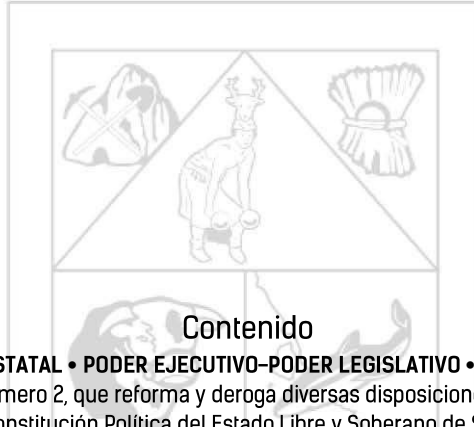 Contenido
STATAL • PODER EJECUTIVO–PODER LEGISLATIVO •
mero 2, que reforma y deroga diversas disposicion
onstitución Política del Estado Libre y Soberano de